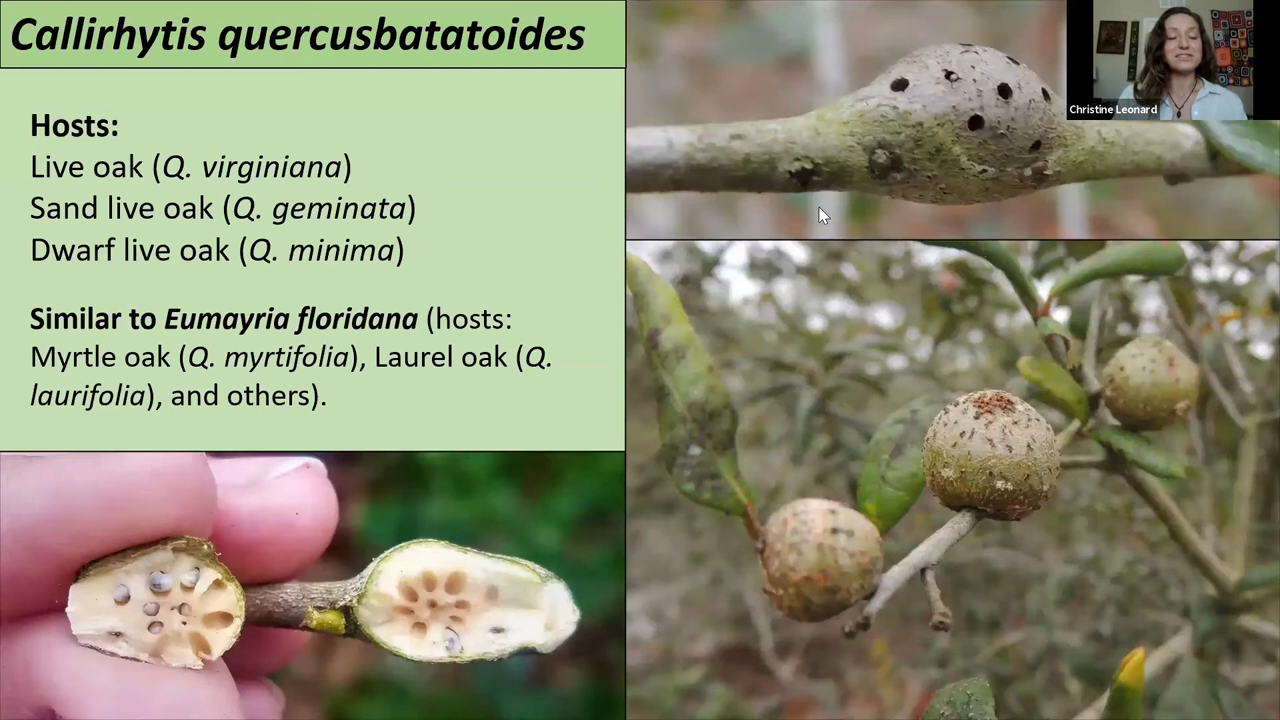 Callirhytis quercusbatatoides
Hosts:
Live oak (Q. virginiana)
Sand live oak (Q. geminata)
Dwarf live oak (Q. minima)
Similar to Eumayria floridana (hosts:
Myrtle oak (Q. myrtifolia), Laurel oak (Q.
laurifolia), and others).
Christine Leonard